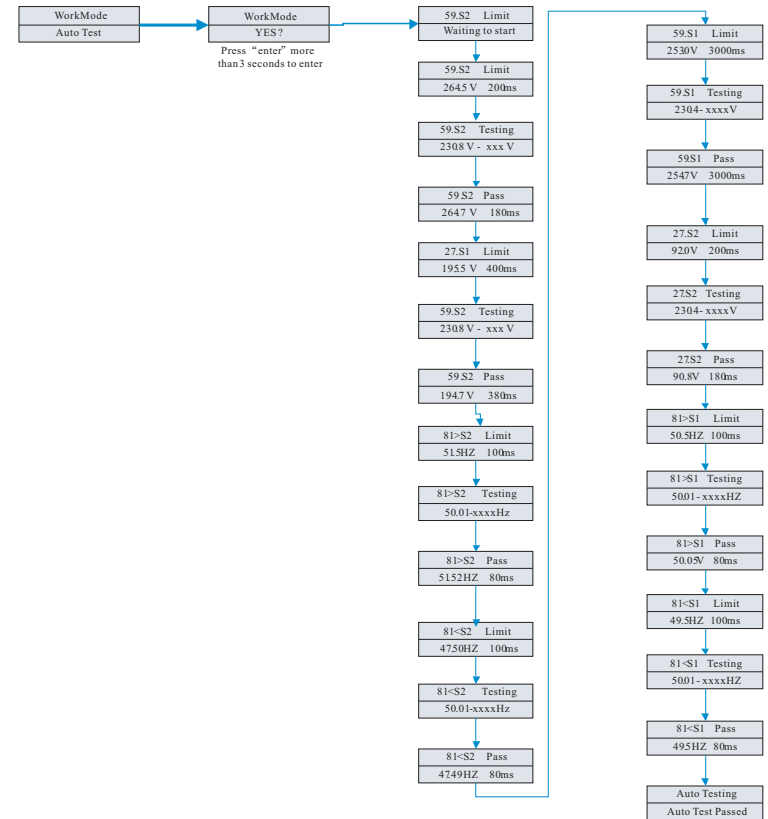 WorkMode
Auto Test
WorkMode
YES?
Press “enter” more
than 3 seconds to enter
59.S2 Limit
Waiting to start
59.S2 Limit
264.5 V 200ms
59.S2 Testing
230.8 V - xxx V
59.S2 Pass
264.7 V 180ms
27.S1 Limit
195.5 V 400ms
59.S2 Testing
230.8 V - xxx V
59.S2 Pass
194.7 V 380ms
81>S2 Limit
51.5HZ 100ms
81>S2 Testing
50.01-xxxxHz
81>S2 Pass
51.52HZ 80ms
81<S2 Limit
47.50HZ 100ms
81<S2 Testing
50.01-xxxxHz
81<S2 Pass
47.49HZ 80ms
59.S1 Limit
253.0V 3000ms
59.S1 Testing
230.4- xxxxV
59.S1 Pass
254.7V 3000ms
27.S2 Limit
92.0V 200ms
27.S2 Testing
230.4- xxxxV
27.S2 Pass
90.8V 180ms
81>S1 Limit
50.5HZ 100ms
81>S1 Testing
50.01- xxxxHZ
81>S1 Pass
50.05V 80ms
81<S1 Limit
49.5HZ 100ms
81<S1 Testing
50.01- xxxxHZ
81<S1 Pass
49.5HZ 80ms
Auto Testing
Auto Test Passed